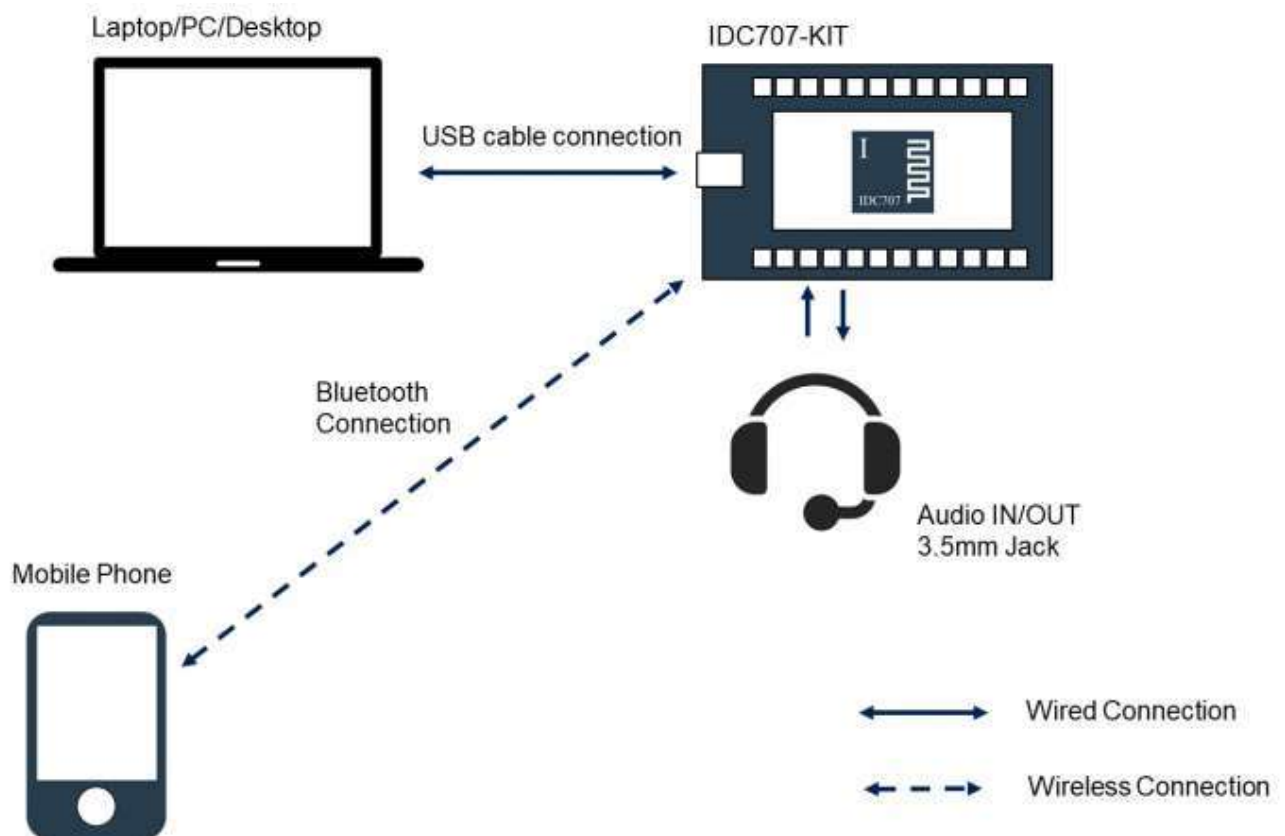 Laptop/PC/Desktop
IDC707-KIT
USB cable connection
I
IDC707
Bluetooth
Connection
Audio IN/OUT
3.5mm Jack
Mobile Phone
Wired Connection
Wireless Connection